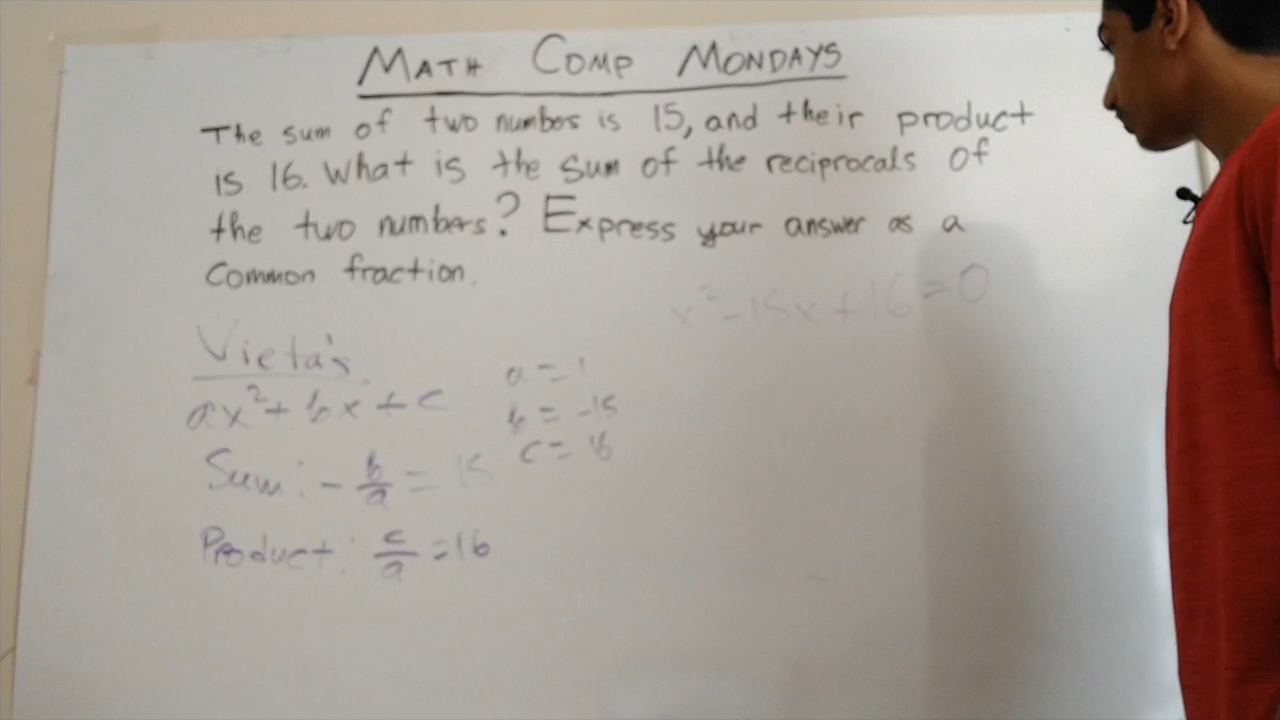 MATH COMP MONDAYS
The sum of two numbers is 15, and their product
is 16. What is the sum of the reciprocals of
the two numbers? Express your answer as a
common fraction.
x² - 15x + 16 = 0
Vieta's
ax² + bx + c
a = 1
b = -15
c = 16
Sum: - b/a = 15
Product: c/a = 16